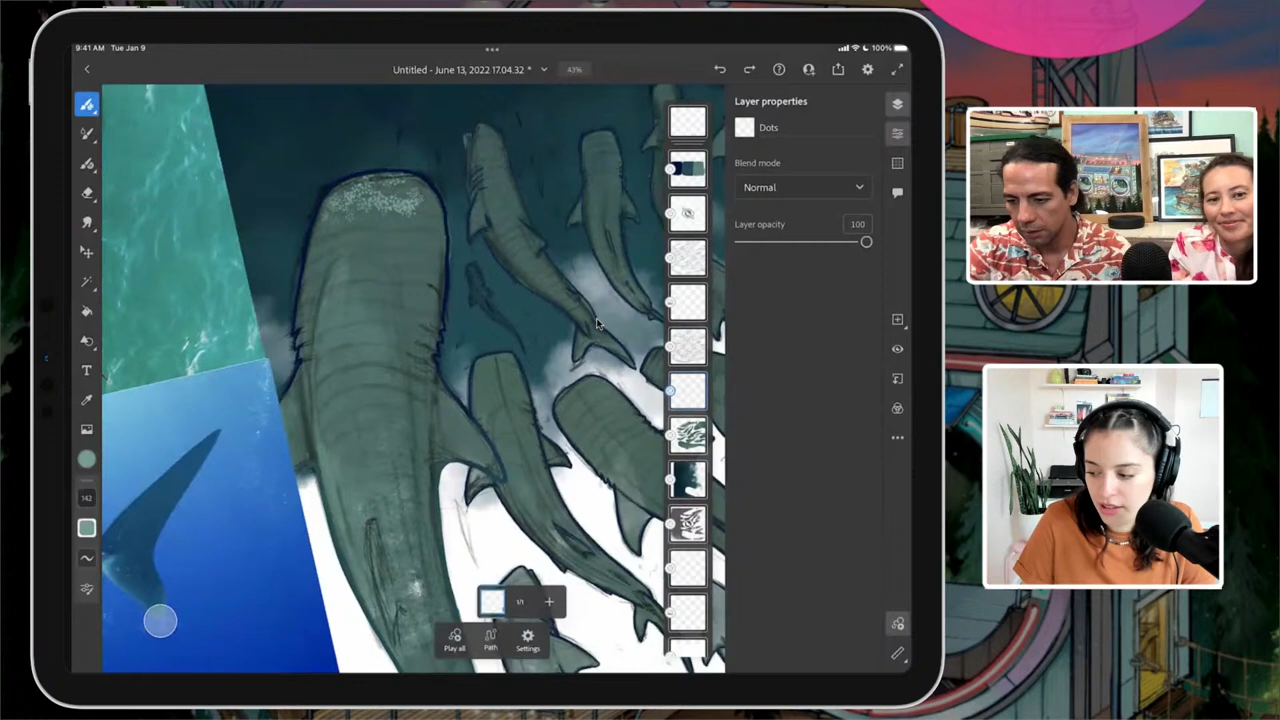 9:41 AM Tue Jan 9
100%
Untitled - June 13, 2022 17.04.32 *
43%
Layer properties
Dots
Blend mode
Normal
Layer opacity
100
T
142
1/1
Play all
Path
Settings